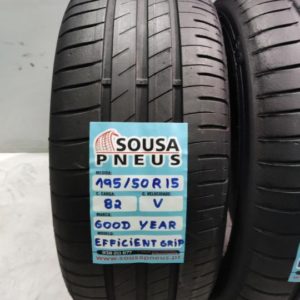 SOUSA
PNEUS
MEDIDA:
195/50 R 15
C. CARGA: C. VELOCIDADE:
82 V
MARCA:
GOOD YEAR
MODELO:
EFFICIENT GRIP
www.sousapneus.pt